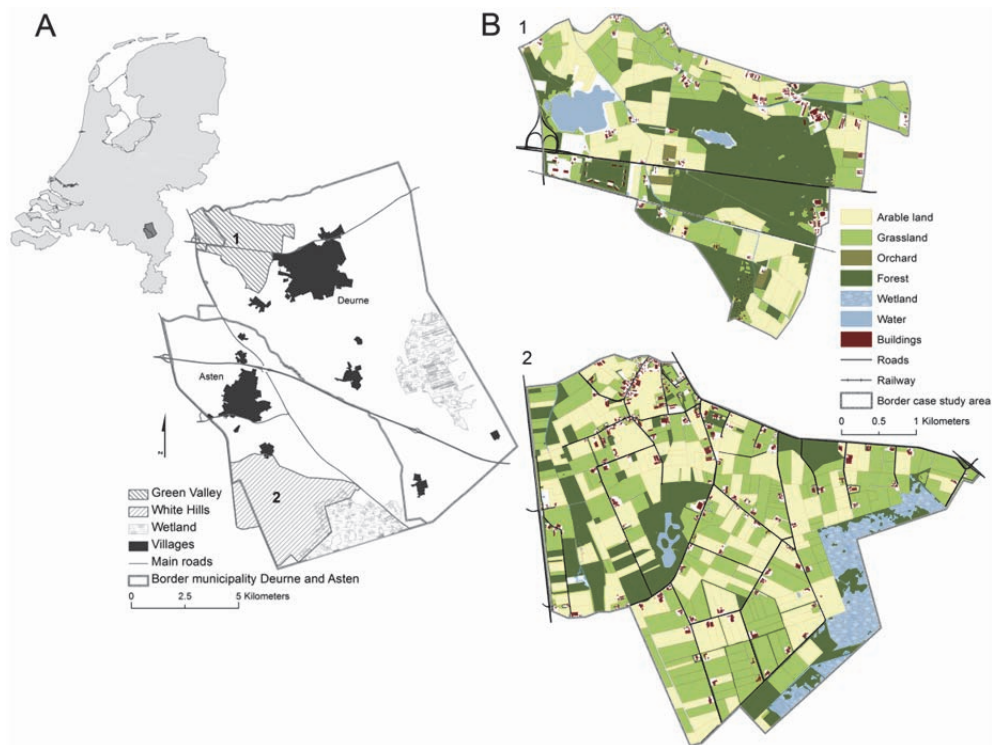 A
1
Deurne
Asten
2
N
Green Valley
White Hills
Wetland
Villages
Main roads
Border municipality Deurne and Asten
0 2.5 5 Kilometers
B
1
Arable land
Grassland
Orchard
Forest
Wetland
Water
Buildings
Roads
Railway
Border case study area
0 0.5 1 Kilometers
2